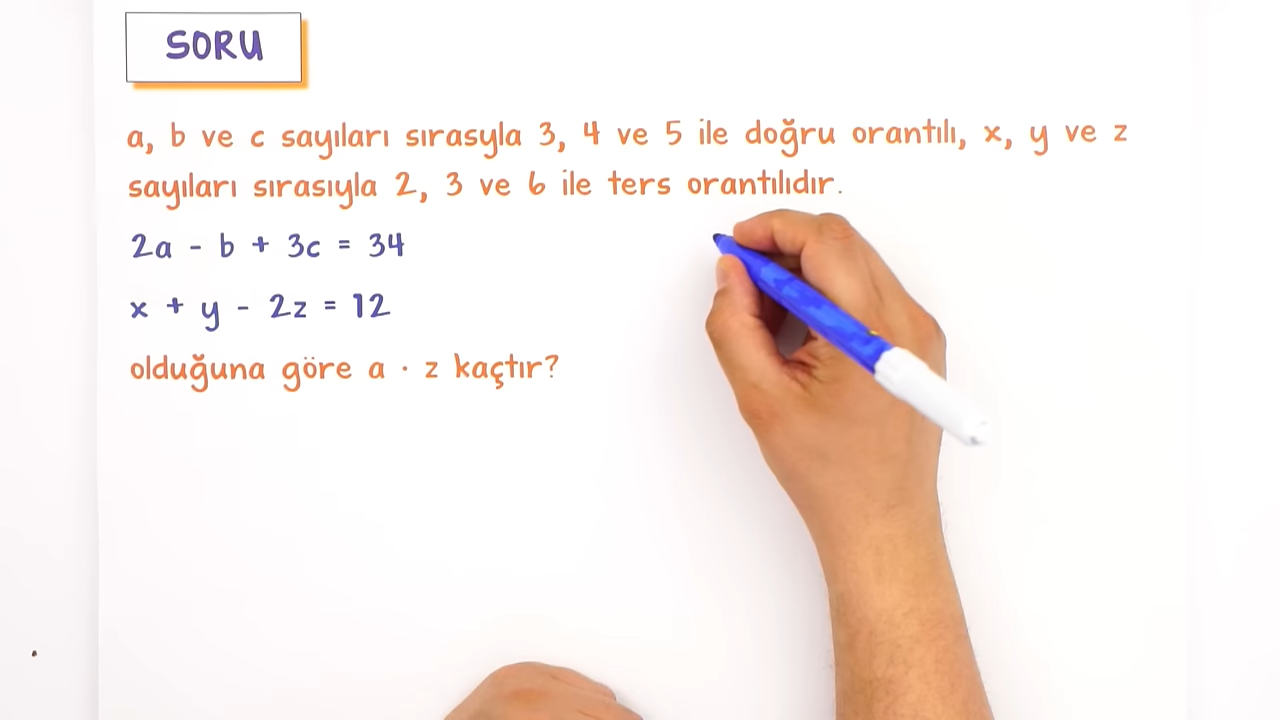 SORU
a, b ve c sayıları sırasyla 3, 4 ve 5 ile doğru orantılı, x, y ve z
sayıları sırasıyla 2, 3 ve 6 ile ters orantılıdır.
2a - b + 3c = 34
x + y - 2z = 12
olduğuna göre a · z kaçtır?